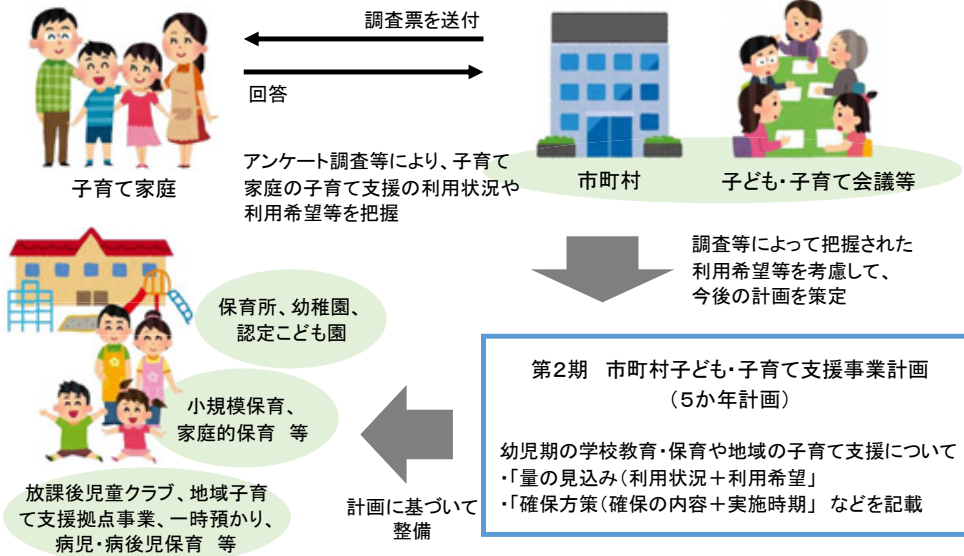 調査票を送付
回答
子育て家庭
アンケート調査等により、子育て
家庭の子育て支援の利用状況や
利用希望等を把握
市町村
子ども・子育て会議等
調査等によって把握された
利用希望等を考慮して、
今後の計画を策定
第2期 市町村子ども・子育て支援事業計画
(5か年計画)
幼児期の学校教育・保育や地域の子育て支援について
・「量の見込み(利用状況+利用希望」
・「確保方策(確保の内容+実施時期」 などを記載
計画に基づいて
整備
保育所、幼稚園、
認定こども園
小規模保育、
家庭的保育 等
放課後児童クラブ、地域子育
て支援拠点事業、一時預かり、
病児・病後児保育 等